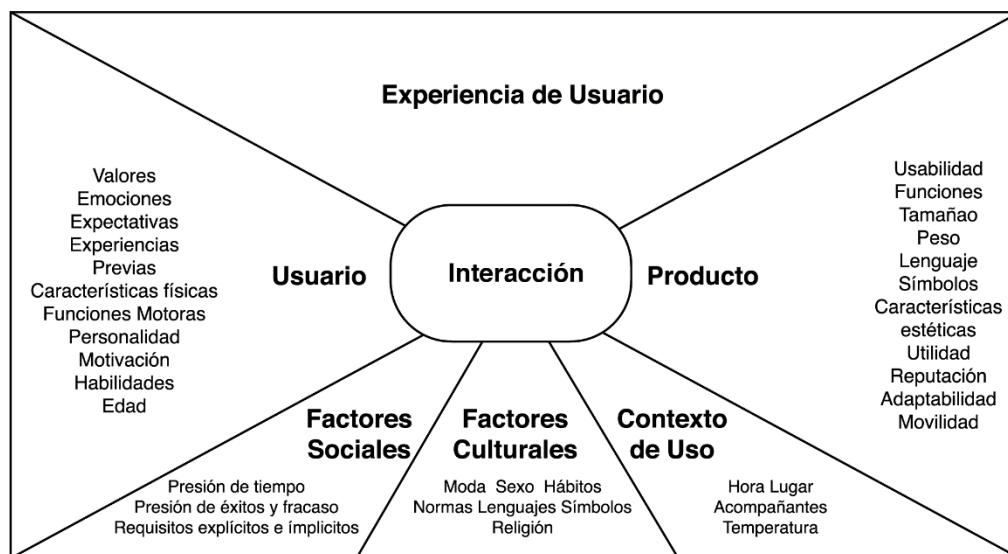 Experiencia de Usuario
Valores
Emociones
Expectativas
Experiencias
Previas
Características físicas
Funciones Motoras
Personalidad
Motivación
Habilidades
Edad
Usuario
Interacción
Producto
Usabilidad
Funciones
Tamañao
Peso
Lenguaje
Símbolos
Características
estéticas
Utilidad
Reputación
Adaptabilidad
Movilidad
Factores
Sociales
Presión de tiempo
Presión de éxitos y fracaso
Requisitos explícitos e ímplicitos
Factores
Culturales
Moda Sexo Hábitos
Normas Lenguajes Símbolos
Religión
Contexto
de Uso
Hora Lugar
Acompañantes
Temperatura